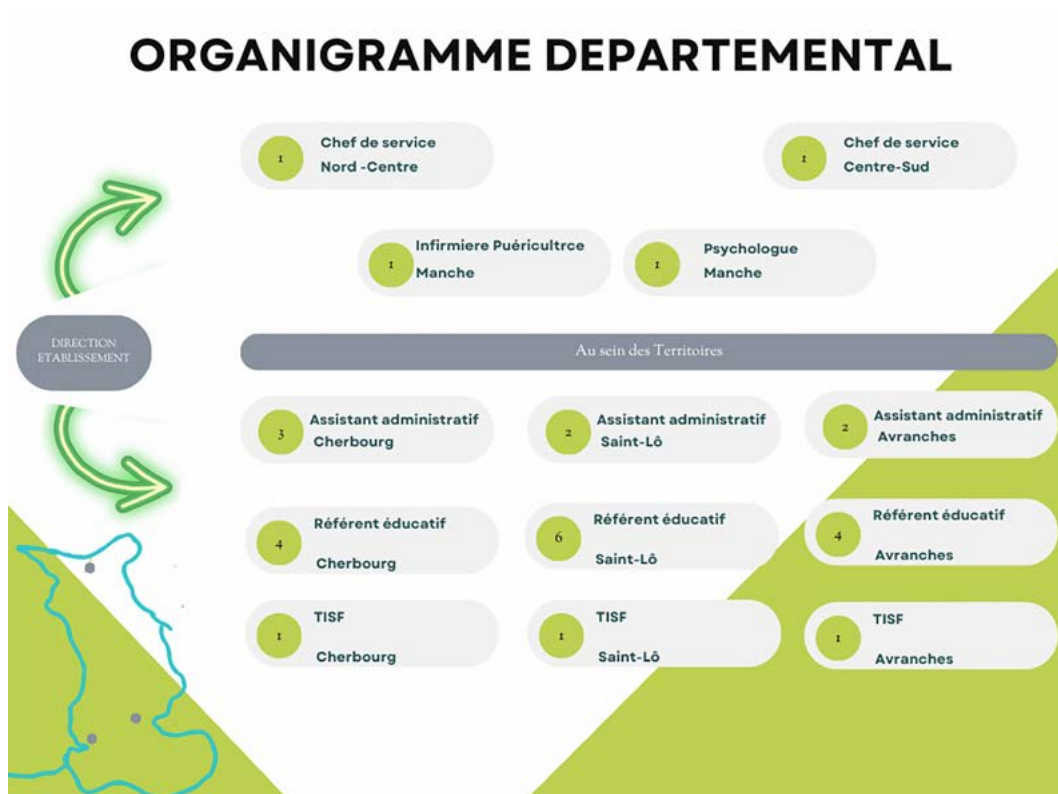 ORGANIGRAMME DEPARTEMENTAL
1
Chef de service
Nord -Centre
1
Chef de service
Centre-Sud
1
Infirmiere Puéricultrce
Manche
1
Psychologue
Manche
DIRECTION
ETABLISSEMENT
Au sein des Territoires
3
Assistant administratif
Cherbourg
2
Assistant administratif
Saint-Lô
2
Assistant administratif
Avranches
4
Référent éducatif
Cherbourg
6
Référent éducatif
Saint-Lô
4
Référent éducatif
Avranches
1
TISF
Cherbourg
1
TISF
Saint-Lô
1
TISF
Avranches